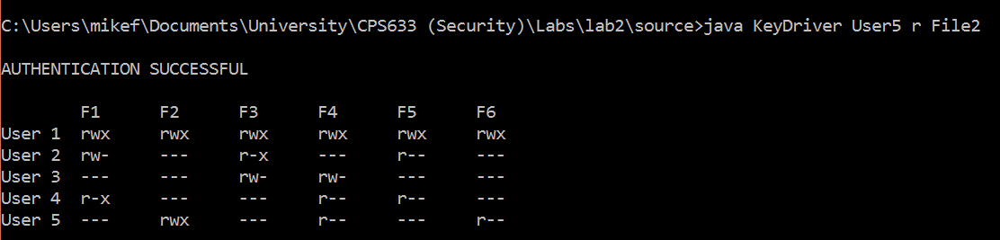 C:\Users\mikef\Documents\University\CPS633 (Security)\Labs\lab2\source>java KeyDriver User5 r File2
AUTHENTICATION SUCCESSFUL
F1 F2 F3 F4 F5 F6
User 1 rwx rwx rwx rwx rwx rwx
User 2 rw- --- r-x --- r-- ---
User 3 --- --- rw- rw- --- ---
User 4 r-x --- --- r-- r-- ---
User 5 --- rwx --- r-- --- r--